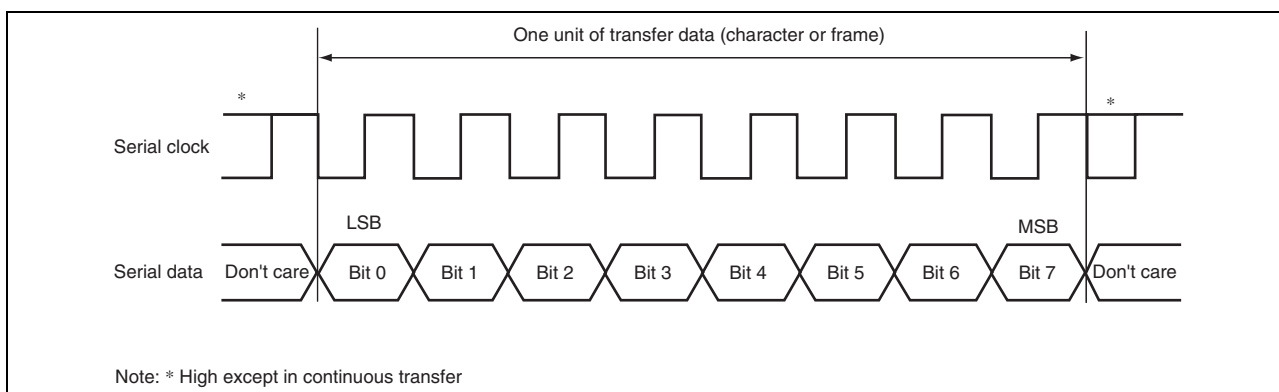 One unit of transfer data (character or frame)
* *
Serial clock
LSB MSB
Serial data Don't care Bit 0 Bit 1 Bit 2 Bit 3 Bit 4 Bit 5 Bit 6 Bit 7 Don't care
Note: * High except in continuous transfer